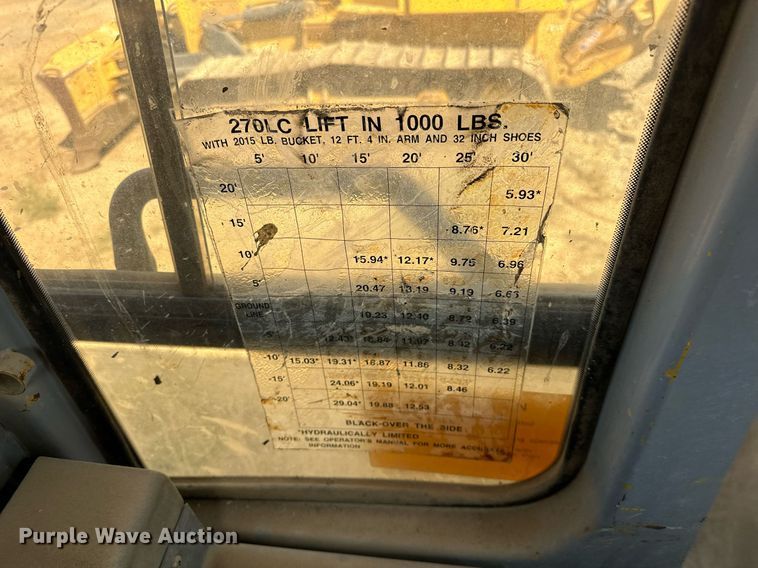 270LC LIFT IN 1000 LBS.
WITH 2015 LB. BUCKET, 12 FT. 4 IN. ARM AND 32 INCH SHOES
5' 10' 15' 20' 25' 30'
20' 5.93*
15' 8.76* 7.21
10' 15.94* 12.17* 9.75 6.96
5' 20.47 13.19 9.19 6.65
GROUND LINE 19.23 12.40 8.72 6.39
-5' 12.43* 18.84 11.97 8.42 6.22
-10' 15.03* 19.31* 18.87 11.86 8.32 6.22
-15' 24.06* 19.19 12.01 8.46
-20' 29.04* 19.88 12.53
BLACK-OVER THE SIDE
*HYDRAULICALLY LIMITED
NOTE: SEE OPERATOR'S MANUAL FOR MORE
INFORMATION
Purple Wave Auction